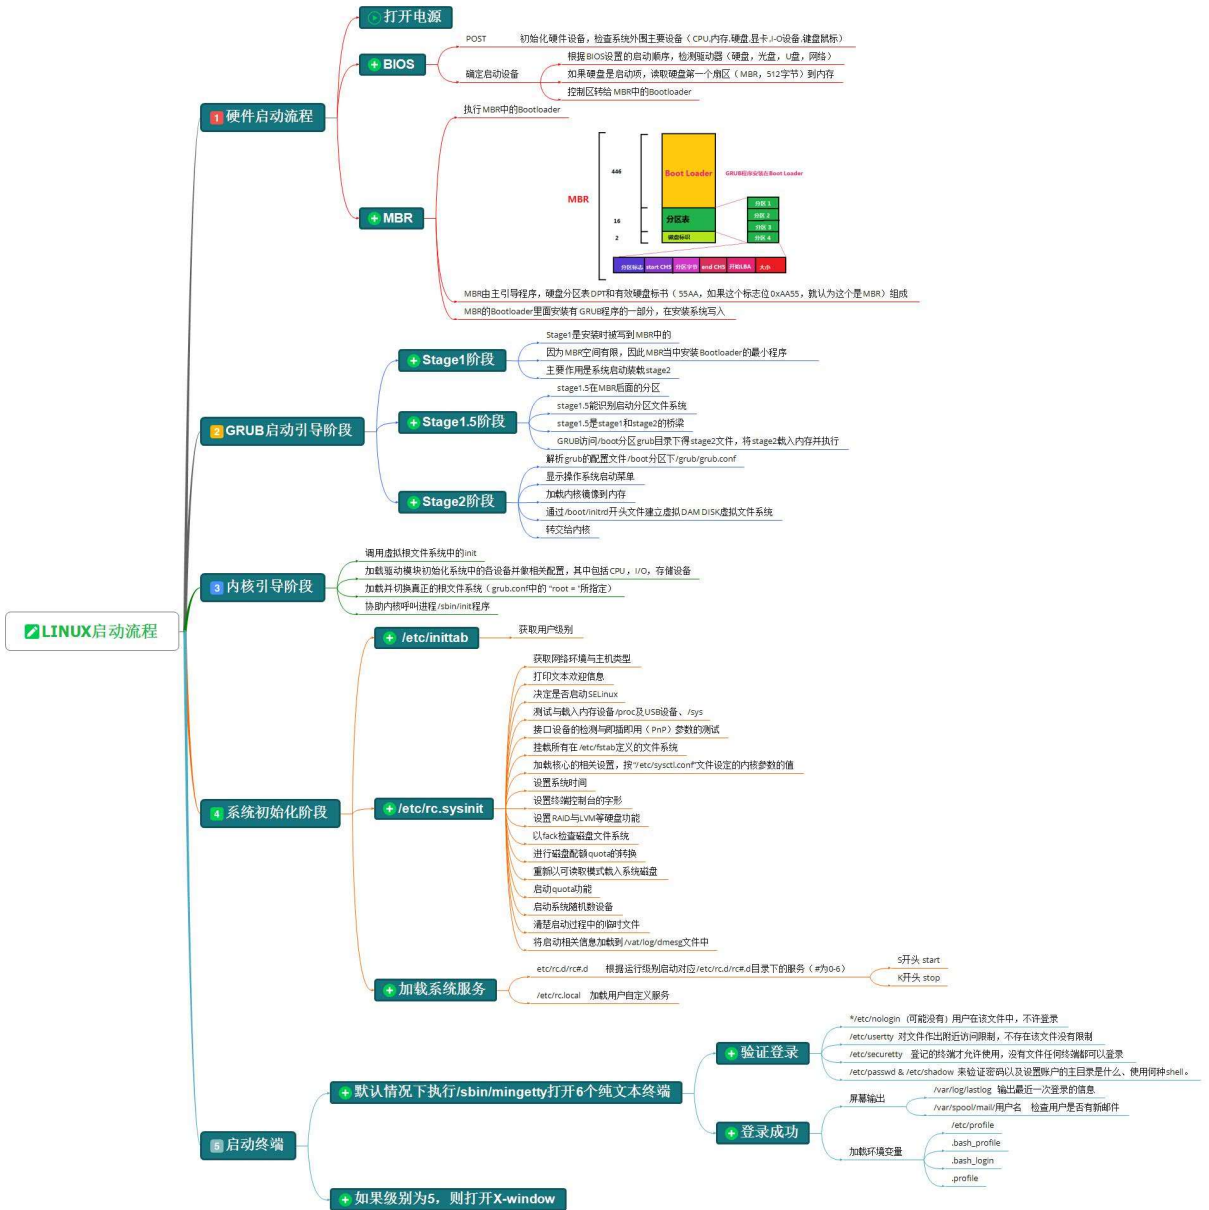 LINUX启动流程
1 硬件启动流程
打开电源
BIOS
POST 初始化硬件设备，检查系统外围主要设备（CPU.内存.硬盘.显卡.I-O设备.键盘鼠标）
确定启动设备
根据BIOS设置的启动顺序，检测驱动器（硬盘，光盘，U盘，网络）
如果硬盘是启动项，读取硬盘第一个扇区（MBR，512字节）到内存
控制区转给 MBR中的Bootloader
MBR
执行 MBR中的Bootloader
MBR
446
16
2
Boot Loader
分区表
磁盘标识
GRUB程序安装在Boot Loader
分区 1
分区 2
分区 3
分区 4
分区标志 start CHS 分区字节 end CHS 开始LBA 大小
MBR由主引导程序，硬盘分区表DPT和有效硬盘标书（55AA，如果这个标志位0xAA55，就认为这个是MBR）组成
MBR的Bootloader里面安装有 GRUB程序的一部分，在安装系统写入
2 GRUB启动引导阶段
Stage1阶段
Stage1是安装时被写到 MBR中的
因为 MBR空间有限，因此MBR当中安装Bootloader的最小程序
主要作用是系统启动装载stage2
Stage1.5阶段
stage1.5在MBR后面的分区
stage1.5能识别启动分区文件系统
stage1.5是stage1和stage2的桥梁
GRUB访问/boot分区grub目录下得stage2文件，将stage2载入内存并执行
Stage2阶段
解析grub的配置文件/boot分区下/grub/grub.conf
显示操作系统启动菜单
加载内核镜像到内存
通过/boot/initrd开头文件建立虚拟DAM DISK虚拟文件系统
转交给内核
3 内核引导阶段
调用虚拟根文件系统中的init
加载驱动模块初始化系统中的各设备并做相关配置，其中包括CPU，I/O，存储设备
加载并切换真正的根文件系统（grub.conf中的 "root = "所指定）
协助内核呼叫进程/sbin/init程序
4 系统初始化阶段
/etc/inittab
获取用户级别
/etc/rc.sysinit
获取网络环境与主机类型
打印文本欢迎信息
决定是否启动SELinux
测试与载入内存设备/proc及USB设备、/sys
接口设备的检测与即插即用（PnP）参数的测试
挂载所有在 /etc/fstab定义的文件系统
加载核心的相关设置，按"/etc/sysctl.conf"文件设定的内核参数的值
设置系统时间
设置终端控制台的字形
设置RAID与LVM等硬盘功能
以fack检查磁盘文件系统
进行磁盘配额quota的转换
重新以可读取模式载入系统磁盘
启动quota功能
启动系统随机数设备
清楚启动过程中的临时文件
将启动相关信息加载到/vat/log/dmesg文件中
加载系统服务
etc/rc.d/rc#.d 根据运行级别启动对应/etc/rc.d/rc#.d目录下的服务（#为0-6）
S开头 start
K开头 stop
/etc/rc.local 加载用户自定义服务
5 启动终端
默认情况下执行/sbin/mingetty打开6个纯文本终端
验证登录
*/etc/nologin （可能没有）用户在该文件中，不许登录
/etc/usertty 对文件作出附近访问限制，不存在该文件没有限制
/etc/securetty 登记的终端才允许使用，没有文件任何终端都可以登录
/etc/passwd & /etc/shadow 来验证密码以及设置账户的主目录是什么、使用何种shell。
登录成功
屏幕输出
/var/log/lastlog 输出最近一次登录的信息
/var/spool/mail/用户名 检查用户是否有新邮件
加载环境变量
/etc/profile
.bash_profile
.bash_login
.profile
如果级别为5，则打开X-window